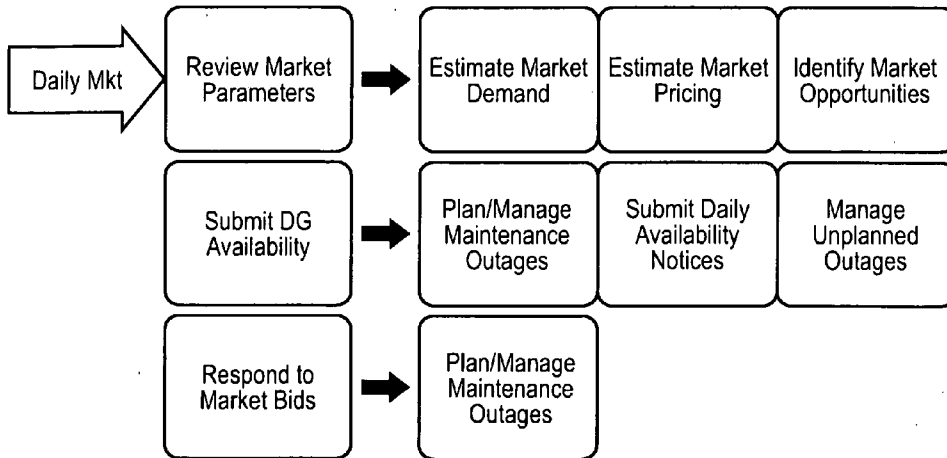 Daily Mkt
Review Market
Parameters
Estimate Market
Demand
Estimate Market
Pricing
Identify Market
Opportunities
Submit DG
Availability
Plan/Manage
Maintenance
Outages
Submit Daily
Availability
Notices
Manage
Unplanned
Outages
Respond to
Market Bids
Plan/Manage
Maintenance
Outages